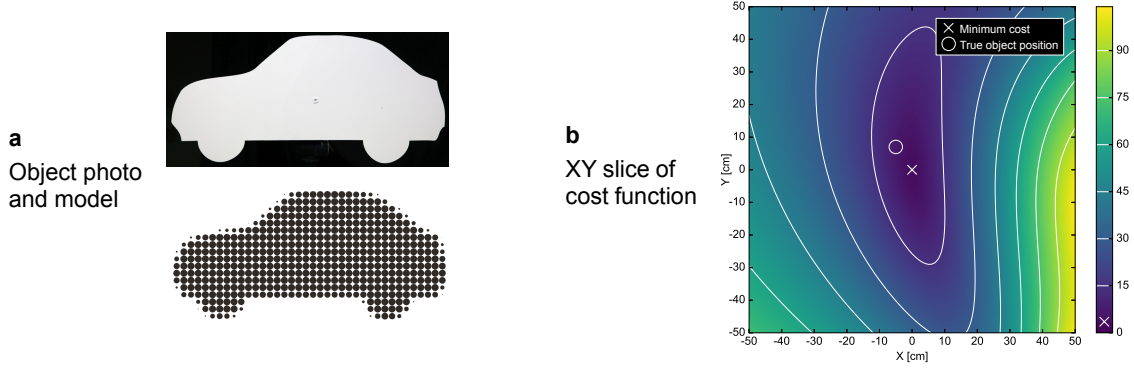 a
Object photo
and model
b
XY slice of
cost function
Minimum cost
True object position
Y [cm]
50
40
30
20
10
0
-10
-20
-30
-40
-50
-50 -40 -30 -20 -10 0 10 20 30 40 50
X [cm]
90
75
60
45
30
15
0